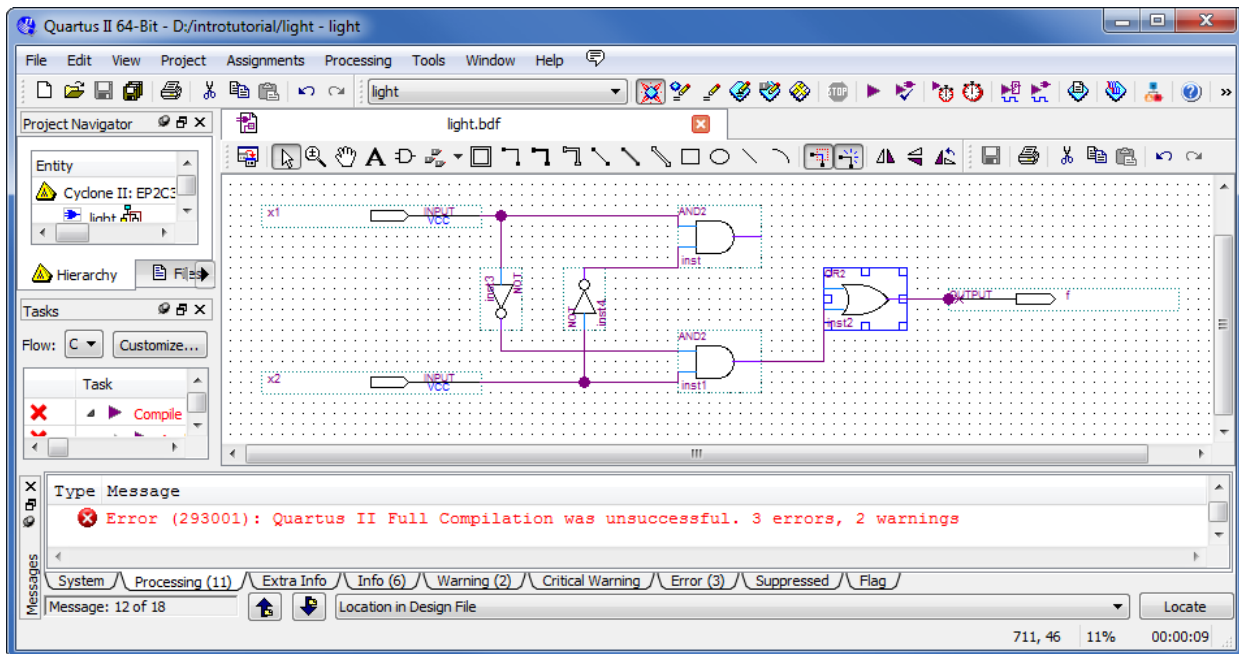 Quartus II 64-Bit - D:/introtutorial/light - light
File Edit View Project Assignments Processing Tools Window Help
light
»
Project Navigator
light.bdf
Entity
Cyclone II: EP2C3
light
Hierarchy
Files
Tasks
Flow: C Customize...
Task
Compile
x1
INPUT
VCC
AND2
inst
inst3
NOT
NOT
inst4
OR2
inst2
OUTPUT
f
AND2
inst1
x2
INPUT
VCC
Messages
Type Message
Error (293001): Quartus II Full Compilation was unsuccessful. 3 errors, 2 warnings
System Processing (11) Extra Info Info (6) Warning (2) Critical Warning Error (3) Suppressed Flag
Message: 12 of 18 Location in Design File Locate
711, 46 11% 00:00:09